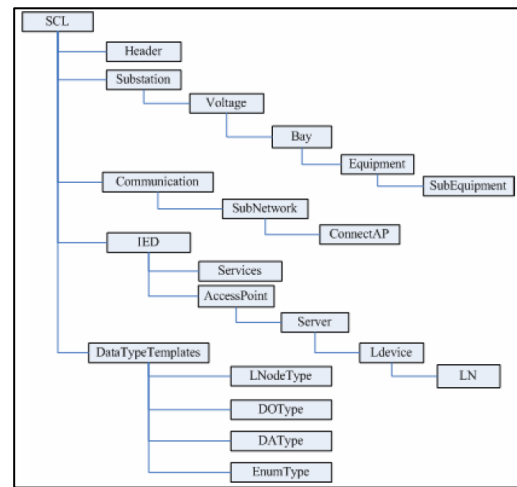 SCL
Header
Substation
Voltage
Bay
Equipment
SubEquipment
Communication
SubNetwork
ConnectAP
IED
Services
AccessPoint
Server
Ldevice
LN
DataTypeTemplates
LNodeType
DOType
DAType
EnumType